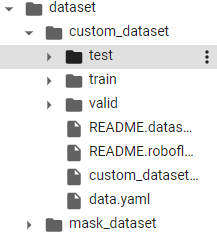 dataset
custom_dataset
test
train
valid
README.datas...
README.robofl...
custom_dataset...
data.yaml
mask_dataset